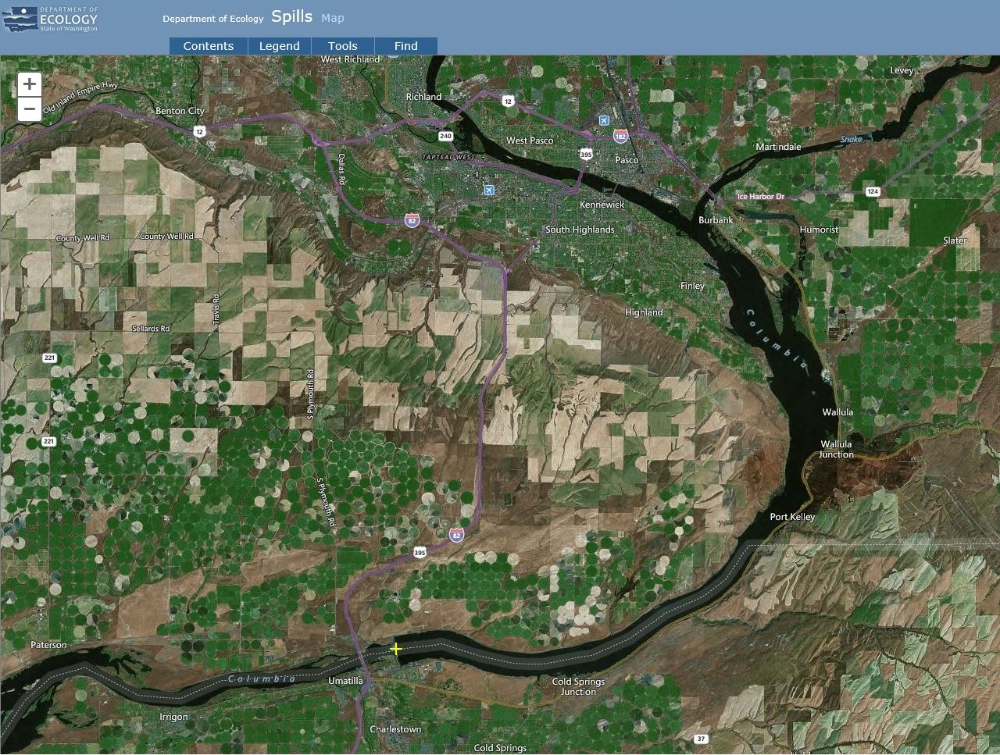 DEPARTMENT OF
ECOLOGY
State of Washington
Department of Ecology Spills Map
Contents Legend Tools Find
+
−
West Richland
Levey
Old Inland Empire Hwy
Richland
12
Benton City
12
240
182
West Pasco
Snake
Martindale
395
TAPTEAL WEST
Pasco
Dallas Rd
124
Ice Harbor Dr
Kennewick
82
Burbank
South Highlands
Humorist
County Well Rd
County Well Rd
Slater
Finley
Travis Rd
Highland
Sellards Rd
Columbia
221
S Plymouth Rd
Wallula
221
Wallula
Junction
S Plymouth Rd
Port Kelley
82
395
Paterson
Columbia
Umatilla
Cold Springs
Junction
Irrigon
Charlestown
37
Cold Springs